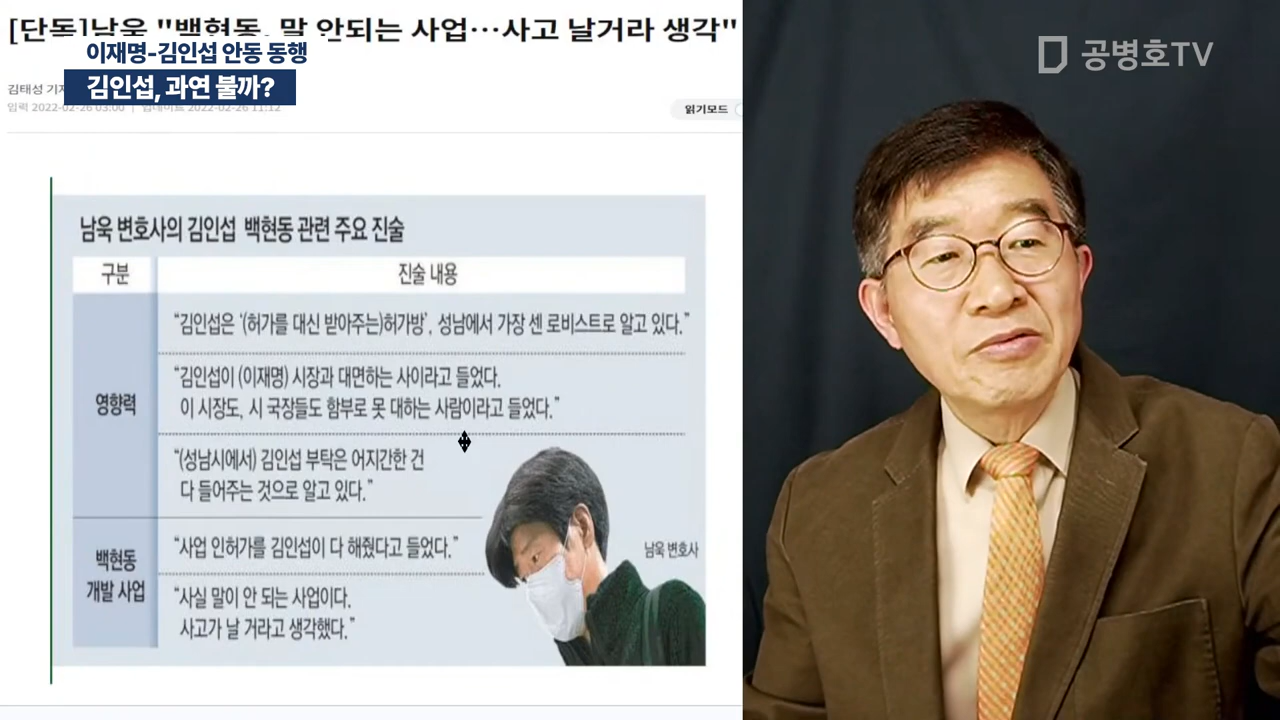 [단독]남욱 "백현동, 말 안되는 사업…사고 날거라 생각"
이재명-김인섭 안동 동행
김인섭, 과연 불까?
김태성 기자
입력 2022-02-26 03:00 | 업데이트 2022-02-26 11:12
읽기모드
공병호TV
남욱 변호사의 김인섭 백현동 관련 주요 진술
구분 진술 내용
영향력
“김인섭은 ‘(허가를 대신 받아주는)허가방’, 성남에서 가장 센 로비스트로 알고 있다.”
“김인섭이 (이재명) 시장과 대면하는 사이라고 들었다.
이 시장도, 시 국장들도 함부로 못 대하는 사람이라고 들었다.”
“(성남시에서) 김인섭 부탁은 어지간한 건
다 들어주는 것으로 알고 있다.”
백현동
개발 사업
“사업 인허가를 김인섭이 다 해줬다고 들었다.”
“사실 말이 안 되는 사업이다.
사고가 날 거라고 생각했다.”
남욱 변호사